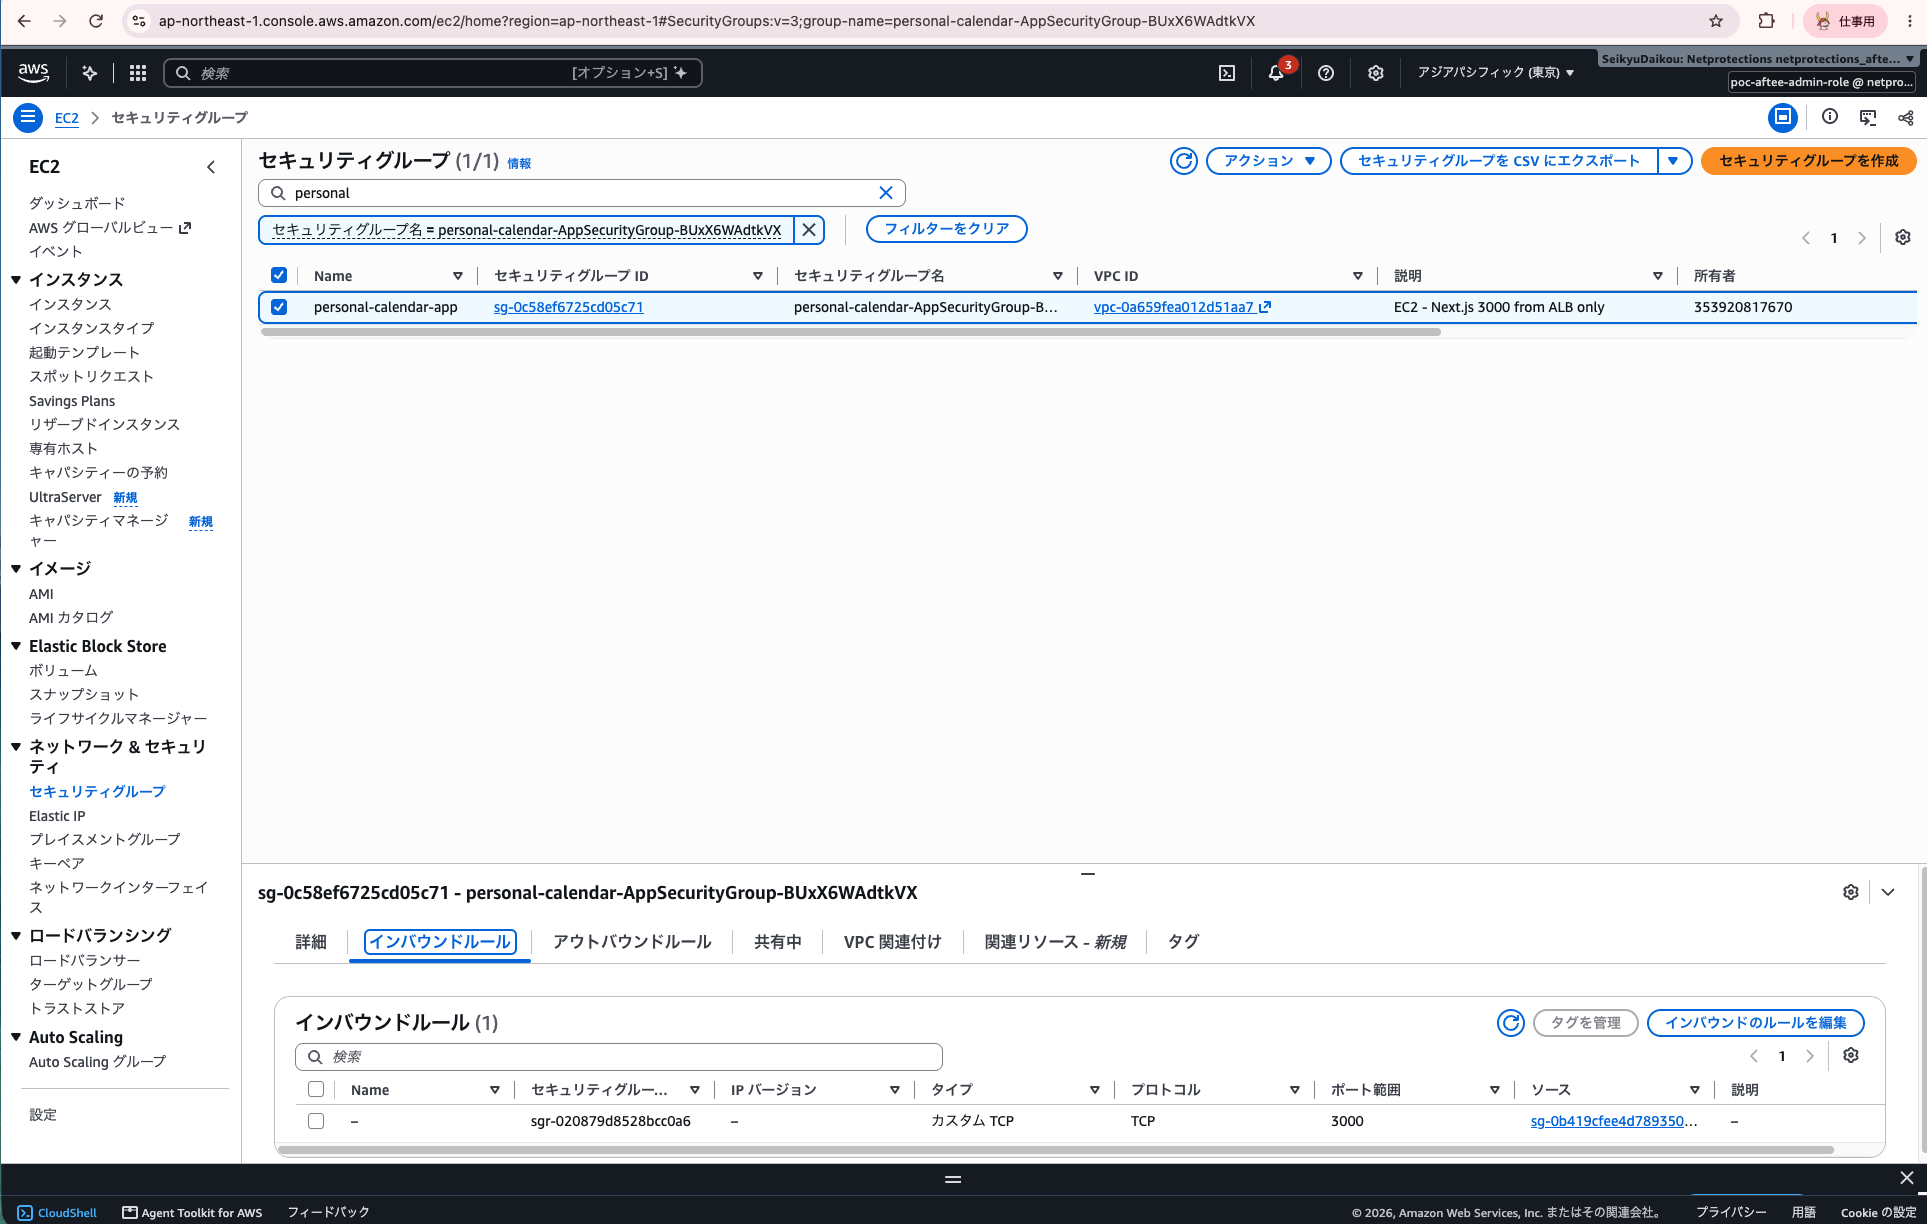 ap-northeast-1.console.aws.amazon.com/ec2/home?region=ap-northeast-1#SecurityGroups:v=3;group-name=personal-calendar-AppSecurityGroup-BUxX6WAdtkVX
仕事用
aws
検索
[オプション+S]
3
アジアパシフィック (東京)
SeikyuDaikou: Netprotections netprotections_afte...
poc-aftee-admin-role @ netpro...
EC2
セキュリティグループ
EC2
ダッシュボード
AWS グローバルビュー
イベント
インスタンス
インスタンス
インスタンスタイプ
起動テンプレート
スポットリクエスト
Savings Plans
リザーブドインスタンス
専有ホスト
キャパシティーの予約
UltraServer 新規
キャパシティマネージ 新規
ャー
イメージ
AMI
AMI カタログ
Elastic Block Store
ボリューム
スナップショット
ライフサイクルマネージャー
ネットワーク & セキュリ
ティ
セキュリティグループ
Elastic IP
プレイスメントグループ
キーペア
ネットワークインターフェイ
ス
ロードバランシング
ロードバランサー
ターゲットグループ
トラストストア
Auto Scaling
Auto Scaling グループ
設定
セキュリティグループ (1/1) 情報
アクション
セキュリティグループを CSV にエクスポート
セキュリティグループを作成
personal
セキュリティグループ名 = personal-calendar-AppSecurityGroup-BUxX6WAdtkVX
フィルターをクリア
1
Name セキュリティグループ ID セキュリティグループ名 VPC ID 説明 所有者
personal-calendar-app sg-0c58ef6725cd05c71 personal-calendar-AppSecurityGroup-B... vpc-0a659fea012d51aa7 EC2 - Next.js 3000 from ALB only 353920817670
sg-0c58ef6725cd05c71 - personal-calendar-AppSecurityGroup-BUxX6WAdtkVX
詳細 インバウンドルール アウトバウンドルール 共有中 VPC 関連付け 関連リソース - 新規 タグ
インバウンドルール (1)
タグを管理
インバウンドのルールを編集
検索
1
Name セキュリティグルー... IP バージョン タイプ プロトコル ポート範囲 ソース 説明
– sgr-020879d8528bcc0a6 – カスタム TCP TCP 3000 sg-0b419cfee4d789350... –
CloudShell Agent Toolkit for AWS フィードバック
© 2026, Amazon Web Services, Inc. またはその関連会社。 プライバシー 用語 Cookie の設定